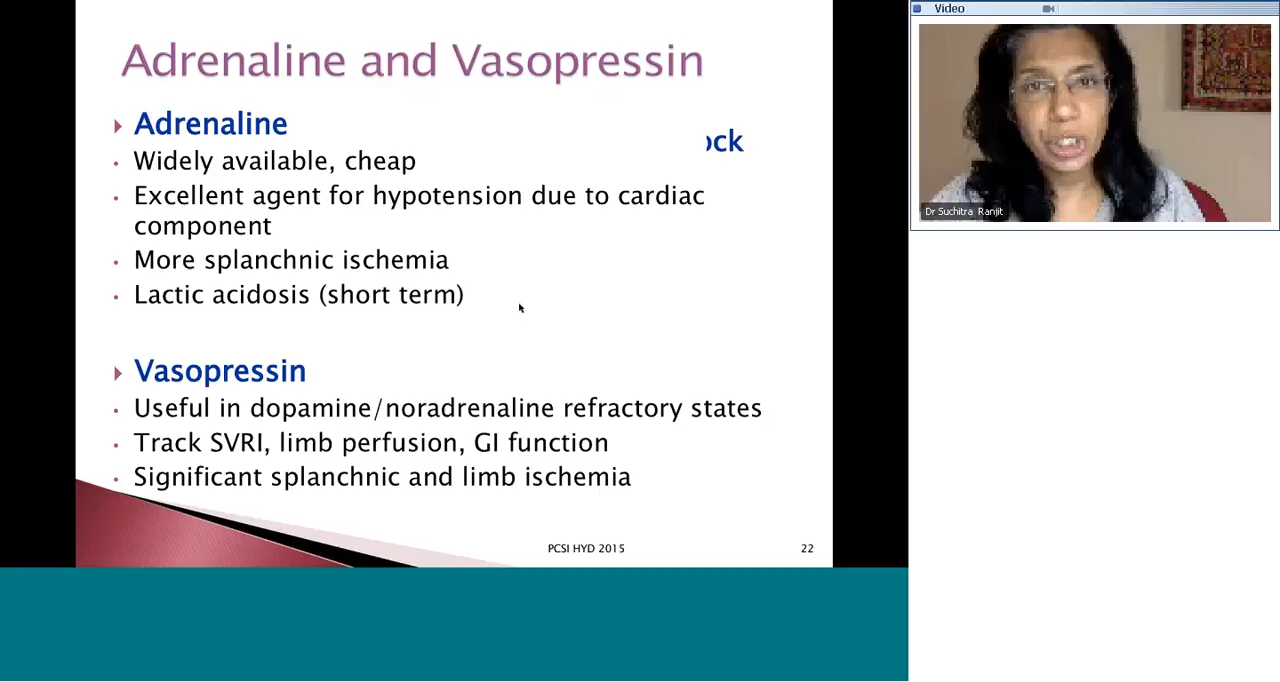 Adrenaline and Vasopressin
Adrenaline
ock
Widely available, cheap
Excellent agent for hypotension due to cardiac
component
More splanchnic ischemia
Lactic acidosis (short term)
Vasopressin
Useful in dopamine/noradrenaline refractory states
Track SVRI, limb perfusion, GI function
Significant splanchnic and limb ischemia
PCSI HYD 2015
22
Video
Dr Suchitra Ranjit